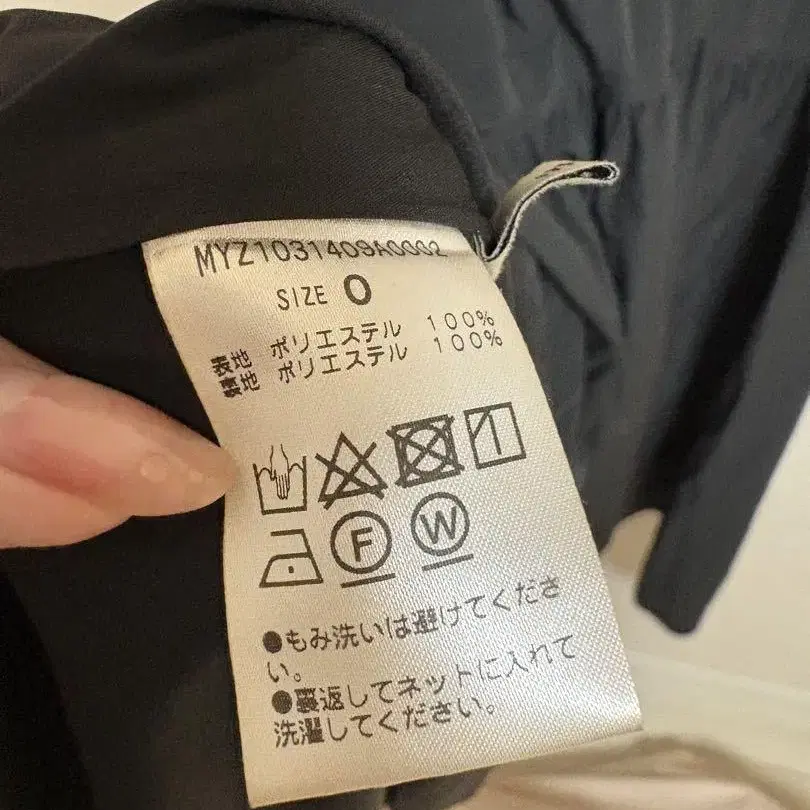 MYZ1031409A0002
SIZE 0
表地 ポリエステル 100%
裏地 ポリエステル 100%
F W
●もみ洗いは避けてくださ
い。
●裏返してネットに入れて
洗濯してください。